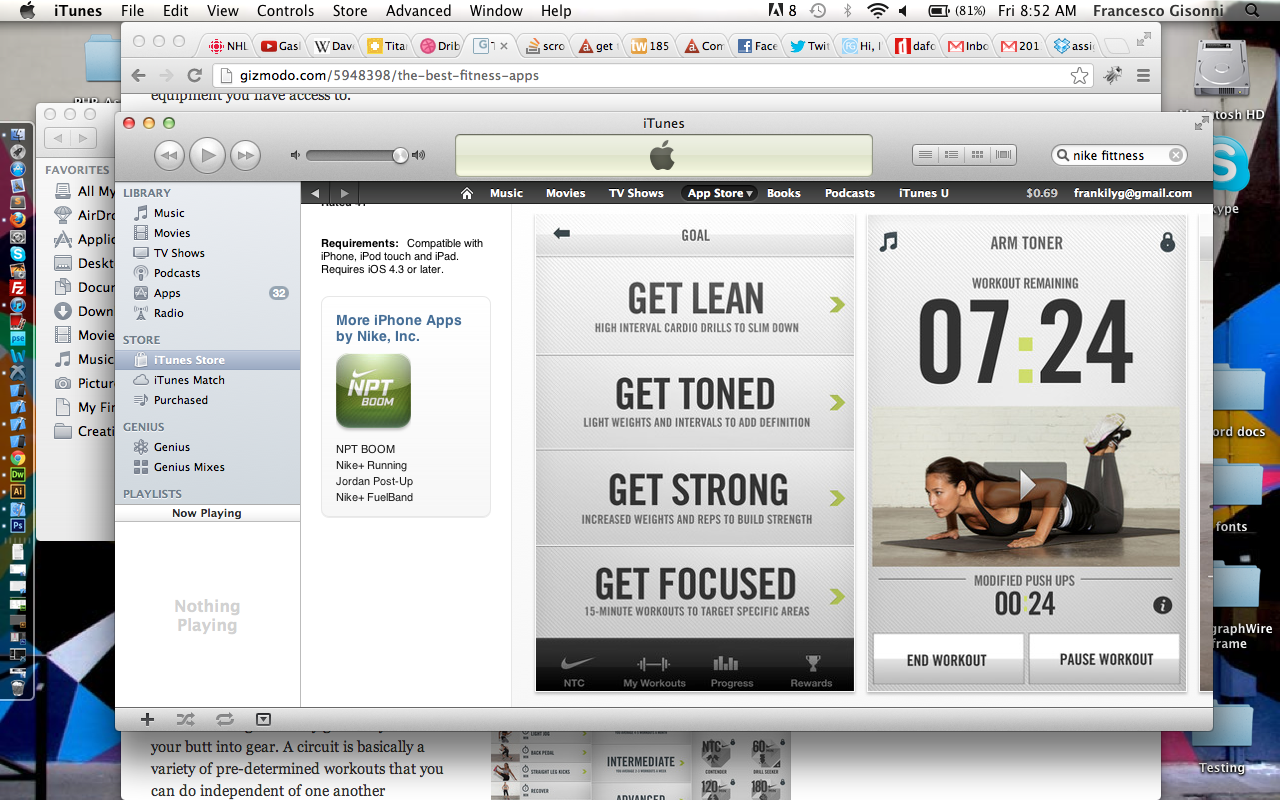 iTunes File Edit View Controls Store Advanced Window Help
8 (81%) Fri 8:52 AM Francesco Gisonni
NHL Gasl Dav Tita Drib T scro get 185 Con Face Twit Hi, I dafo Inbo 201 assi
gizmodo.com/5948398/the-best-fitness-apps
equipment you have access to.
iTunes
nike fittness
Music Movies TV Shows App Store Books Podcasts iTunes U $0.69 frankilyg@gmail.com
FAVORITES
All My
AirDro
Applic
Deskt
Docur
Down
Movie
Music
Pictur
My Fir
Creati
LIBRARY
Music
Movies
TV Shows
Podcasts
Apps 32
Radio
STORE
iTunes Store
iTunes Match
Purchased
GENIUS
Genius
Genius Mixes
PLAYLISTS
Now Playing
Nothing
Playing
Requirements: Compatible with
iPhone, iPod touch and iPad.
Requires iOS 4.3 or later.
More iPhone Apps
by Nike, Inc.
NPT
BOOM
NPT BOOM
Nike+ Running
Jordan Post-Up
Nike+ FuelBand
GOAL
GET LEAN
HIGH INTERVAL CARDIO DRILLS TO SLIM DOWN
GET TONED
LIGHT WEIGHTS AND INTERVALS TO ADD DEFINITION
GET STRONG
INCREASED WEIGHTS AND REPS TO BUILD STRENGTH
GET FOCUSED
15-MINUTE WORKOUTS TO TARGET SPECIFIC AREAS
NTC My Workouts Progress Rewards
ARM TONER
WORKOUT REMAINING
07:24
MODIFIED PUSH UPS
00:24
END WORKOUT PAUSE WORKOUT
your butt into gear. A circuit is basically a
variety of pre-determined workouts that you
can do independent of one another
LIGHT JOG
BACK PEDAL
STRAIGHT LEG KICKS
RECOVER
INTERMEDIATE
ADVANCED
NTC
CONTENDER
60
DRILL SEEKER
120
180
ntosh HD
kype
ord docs
fonts
graphWire
frame
Testing